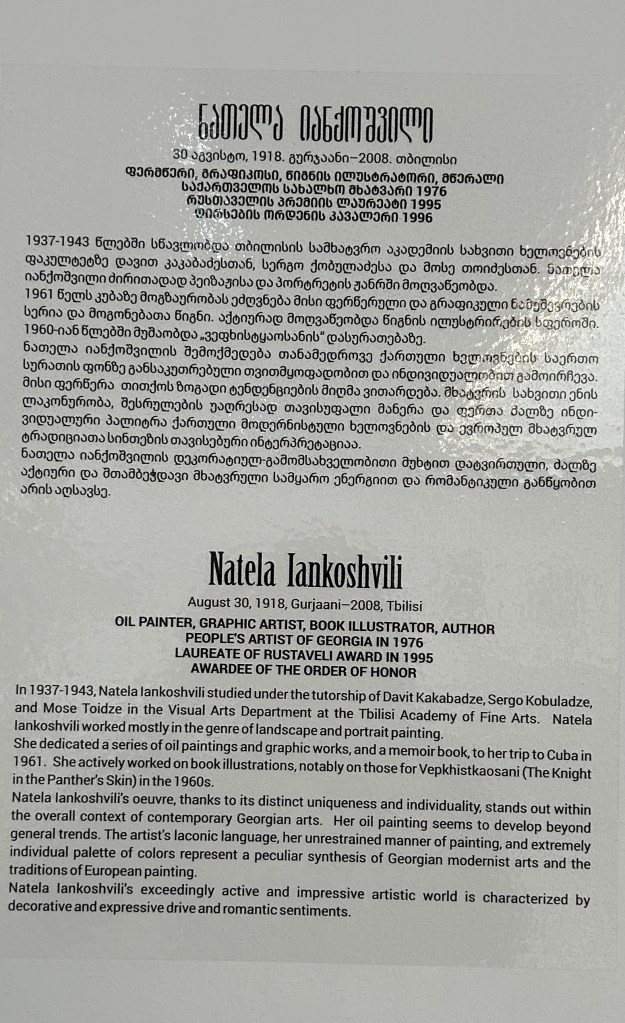 ნათელა იანქოშვილი
30 აგვისტო, 1918. გურჯაანი–2008. თბილისი
ფერმწერი, გრაფიკოსი, წიგნის ილუსტრატორი, მწერალი
საქართველოს სახალხო მხატვარი 1976
რუსთაველის პრემიის ლაურეატი 1995
ღირსების ორდენის კავალერი 1996
1937-1943 წლებში სწავლობდა თბილისის სამხატვრო აკადემიის სახვითი ხელოვნების
ფაკულტეტზე დავით კაკაბაძესთან, სერგო ქობულაძესა და მოსე თოიძესთან. ნათელა
იანქოშვილი ძირითადად პეიზაჟისა და პორტრეტის ჟანრში მოღვაწეობდა.
1961 წელს კუბაზე მოგზაურობას ეძღვნება მისი ფერწერული და გრაფიკული ნამუშევრების
სერია და მოგონებათა წიგნი. აქტიურად მოღვაწეობდა წიგნის ილუსტრირების სფეროში.
1960-იან წლებში მუშაობდა „ვეფხისტყაოსანის“ დასურათებაზე.
ნათელა იანქოშვილის შემოქმედება თანამედროვე ქართული ხელოვნების საერთო
სურათის ფონზე განსაკუთრებული თვითმყოფადობით და ინდივიდუალობით გამოირჩევა.
მისი ფერწერა თითქოს ზოგადი ტენდენციების მიღმა ვითარდება. მხატვრის სახვითი ენის
ლაკონურობა, შესრულების უაღრესად თავისუფალი მანერა და ფერთა ძალზე ინდი-
ვიდუალური პალიტრა ქართული მოდერნისტული ხელოვნების და ევროპულ მხატვრულ
ტრადიციათა სინთეზის თავისებური ინტერპრეტაციაა.
ნათელა იანქოშვილის დეკორატიულ-გამომსახველობითი მუხტით დატვირთული, ძალზე
აქტიური და შთამბეჭდავი მხატვრული სამყარო ენერგიით და რომანტიკული განწყობით
არის აღსავსე.
Natela Iankoshvili
August 30, 1918, Gurjaani–2008, Tbilisi
OIL PAINTER, GRAPHIC ARTIST, BOOK ILLUSTRATOR, AUTHOR
PEOPLE'S ARTIST OF GEORGIA IN 1976
LAUREATE OF RUSTAVELI AWARD IN 1995
AWARDEE OF THE ORDER OF HONOR
In 1937-1943, Natela Iankoshvili studied under the tutorship of Davit Kakabadze, Sergo Kobuladze,
and Mose Toidze in the Visual Arts Department at the Tbilisi Academy of Fine Arts. Natela
Iankoshvili worked mostly in the genre of landscape and portrait painting.
She dedicated a series of oil paintings and graphic works, and a memoir book, to her trip to Cuba in
1961. She actively worked on book illustrations, notably on those for Vepkhistkaosani (The Knight
in the Panther's Skin) in the 1960s.
Natela Iankoshvili's oeuvre, thanks to its distinct uniqueness and individuality, stands out within
the overall context of contemporary Georgian arts. Her oil painting seems to develop beyond
general trends. The artist's laconic language, her unrestrained manner of painting, and extremely
individual palette of colors represent a peculiar synthesis of Georgian modernist arts and the
traditions of European painting.
Natela Iankoshvili's exceedingly active and impressive artistic world is characterized by
decorative and expressive drive and romantic sentiments.